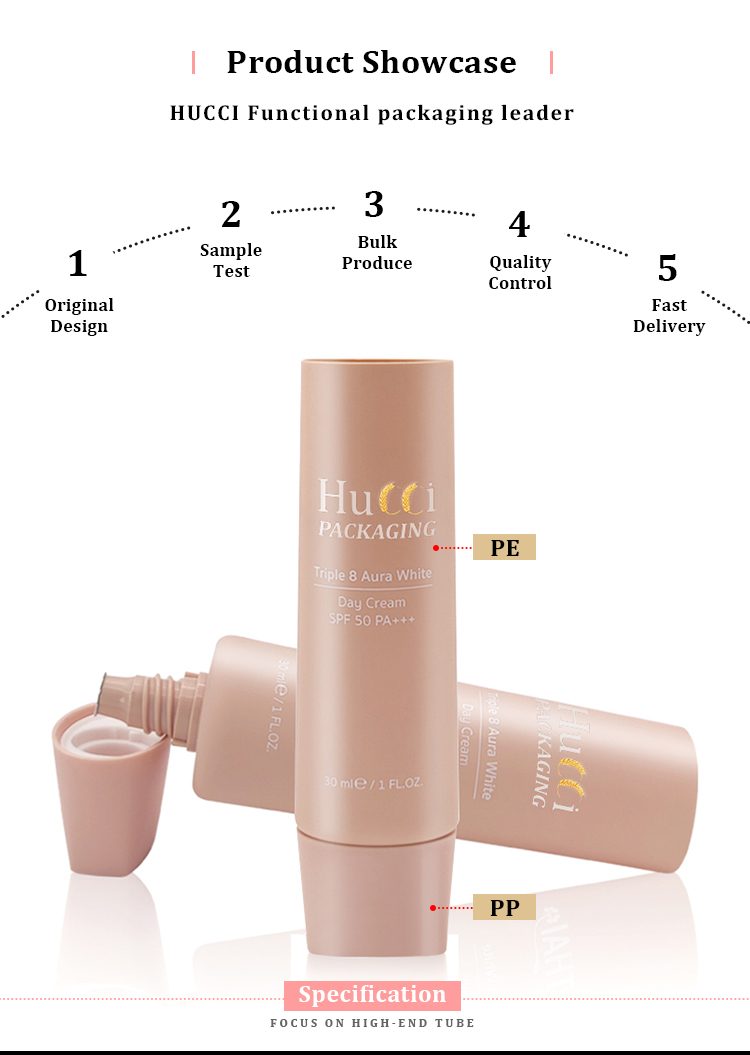 Product Showcase
HUCCI Functional packaging leader
1
Original
Design
2
Sample
Test
3
Bulk
Produce
4
Quality
Control
5
Fast
Delivery
Hucci
PACKAGING
Triple 8 Aura White
Day Cream
SPF 50 PA+++
30 ml℮ / 1 FL.OZ.
PE
30 ml℮ / 1 FL.OZ.
Hucci
PACKAGING
Triple 8 Aura White
Day Cream
PP
Specification
FOCUS ON HIGH-END TUBE